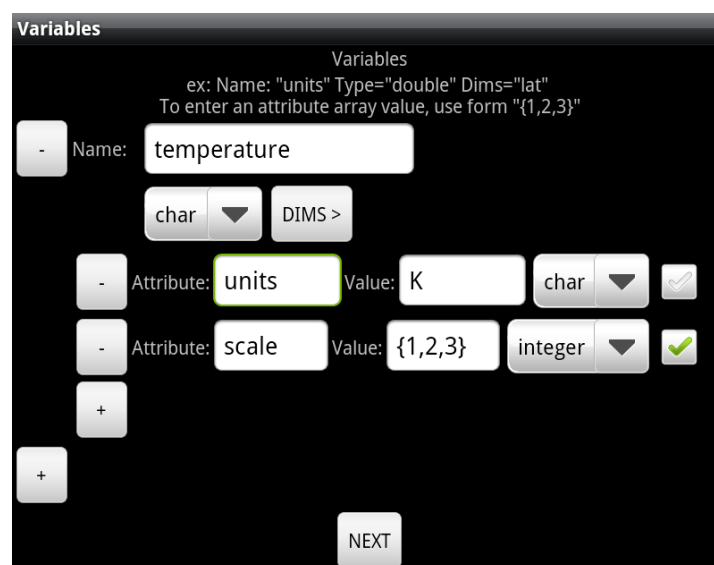 Variables
Variables
ex: Name: "units" Type="double" Dims="lat"
To enter an attribute array value, use form "{1,2,3}"
- Name: temperature
char DIMS >
- Attribute: units Value: K char
- Attribute: scale Value: {1,2,3} integer
+
+
NEXT